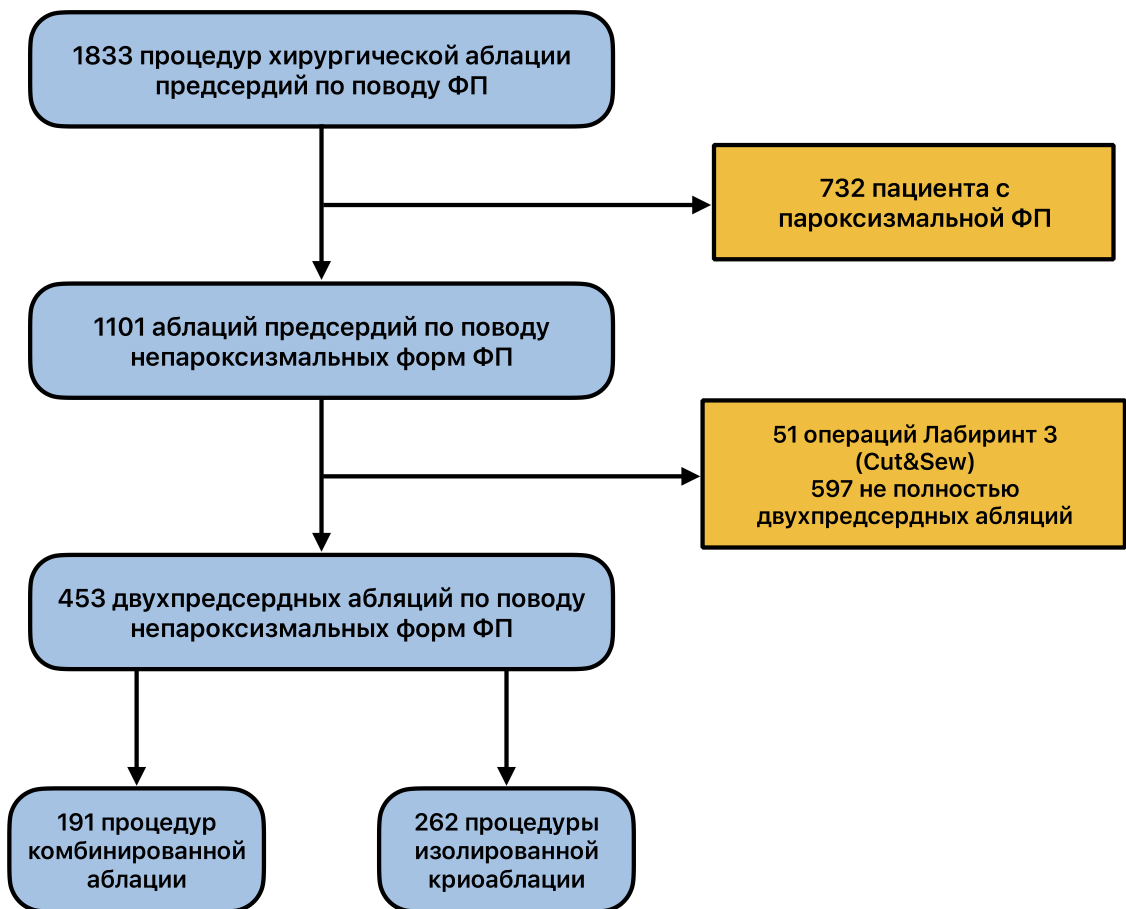 1833 процедур хирургической аблации
предсердий по поводу ФП
732 пациента с
пароксизмальной ФП
1101 аблаций предсердий по поводу
непароксизмальных форм ФП
51 операций Лабиринт 3
(Cut&Sew)
597 не полностью
двухпредсердных абляций
453 двухпредсердных абляций по поводу
непароксизмальных форм ФП
191 процедур
комбинированной
аблации
262 процедуры
изолированной
криоаблации